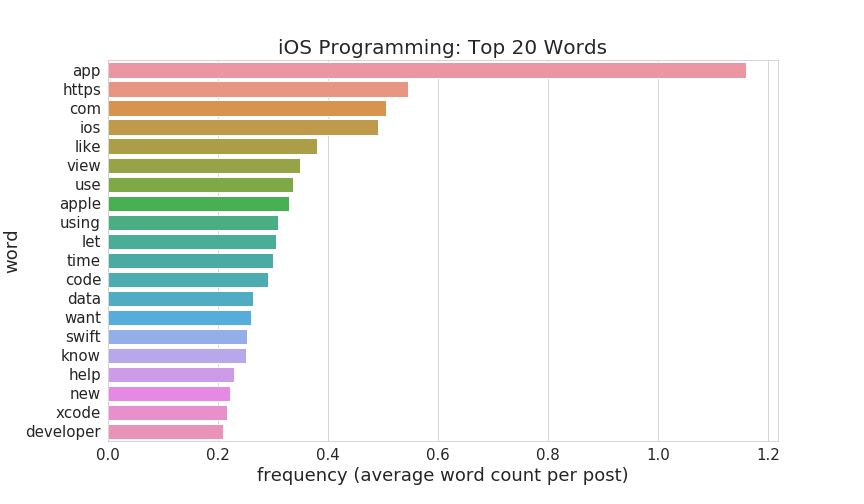 iOS Programming: Top 20 Words
app
https
com
ios
like
view
use
apple
using
let
time
code
data
want
swift
know
help
new
xcode
developer
word
0.0 0.2 0.4 0.6 0.8 1.0 1.2
frequency (average word count per post)